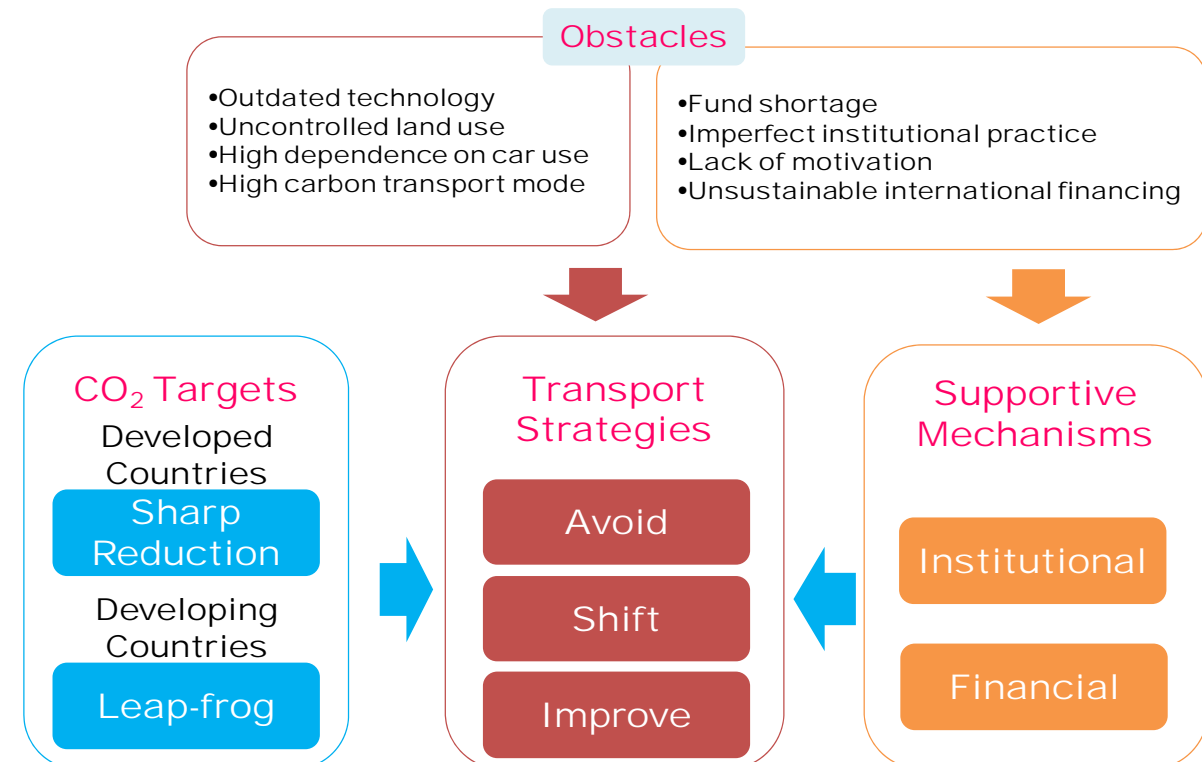 Obstacles
•Outdated technology
•Uncontrolled land use
•High dependence on car use
•High carbon transport mode
•Fund shortage
•Imperfect institutional practice
•Lack of motivation
•Unsustainable international financing
CO₂ Targets
Developed
Countries
Sharp
Reduction
Developing
Countries
Leap-frog
Transport
Strategies
Avoid
Shift
Improve
Supportive
Mechanisms
Institutional
Financial